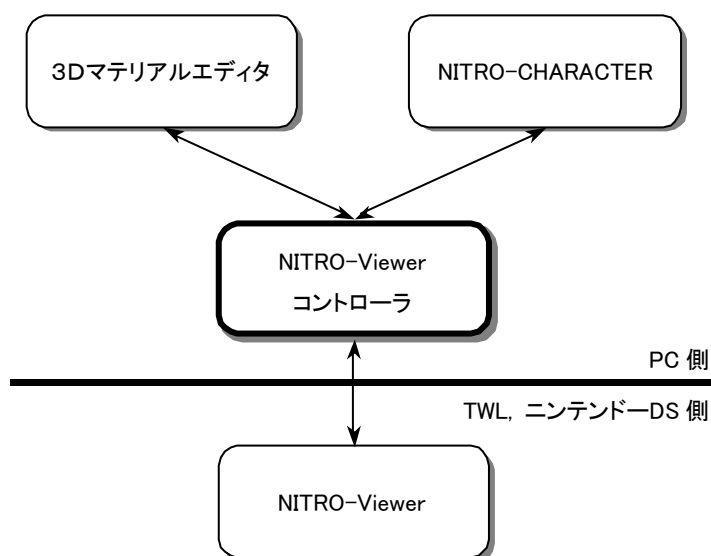 3Dマテリアルエディタ
NITRO-CHARACTER
NITRO-Viewer
コントローラ
PC 側
TWL, ニンテンドーDS 側
NITRO-Viewer